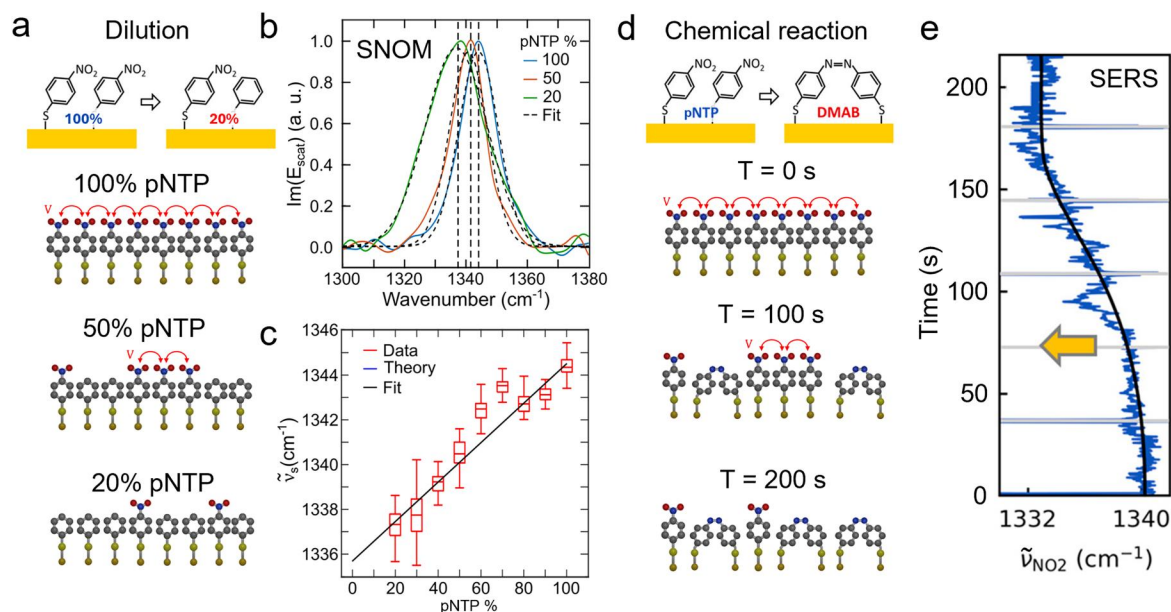 a
Dilution
NO₂
NO₂
NO₂
S
100%
S
20%
100% pNTP
V
50% pNTP
V
20% pNTP
b
SNOM
pNTP %
100
50
20
Fit
Im(E_scat) (a. u.)
1.0
0.8
0.6
0.4
0.2
0.0
1300 1320 1340 1360 1380
Wavenumber (cm⁻¹)
c
Data
Theory
Fit
ṽ_s(cm⁻¹)
1346
1344
1342
1340
1338
1336
0 20 40 60 80 100
pNTP %
d
Chemical reaction
NO₂
NO₂
N=N
S
pNTP
S
DMAB
S
T = 0 s
V
T = 100 s
V
T = 200 s
e
SERS
Time (s)
200
150
100
50
0
1332 1340
ṽ_NO2 (cm⁻¹)